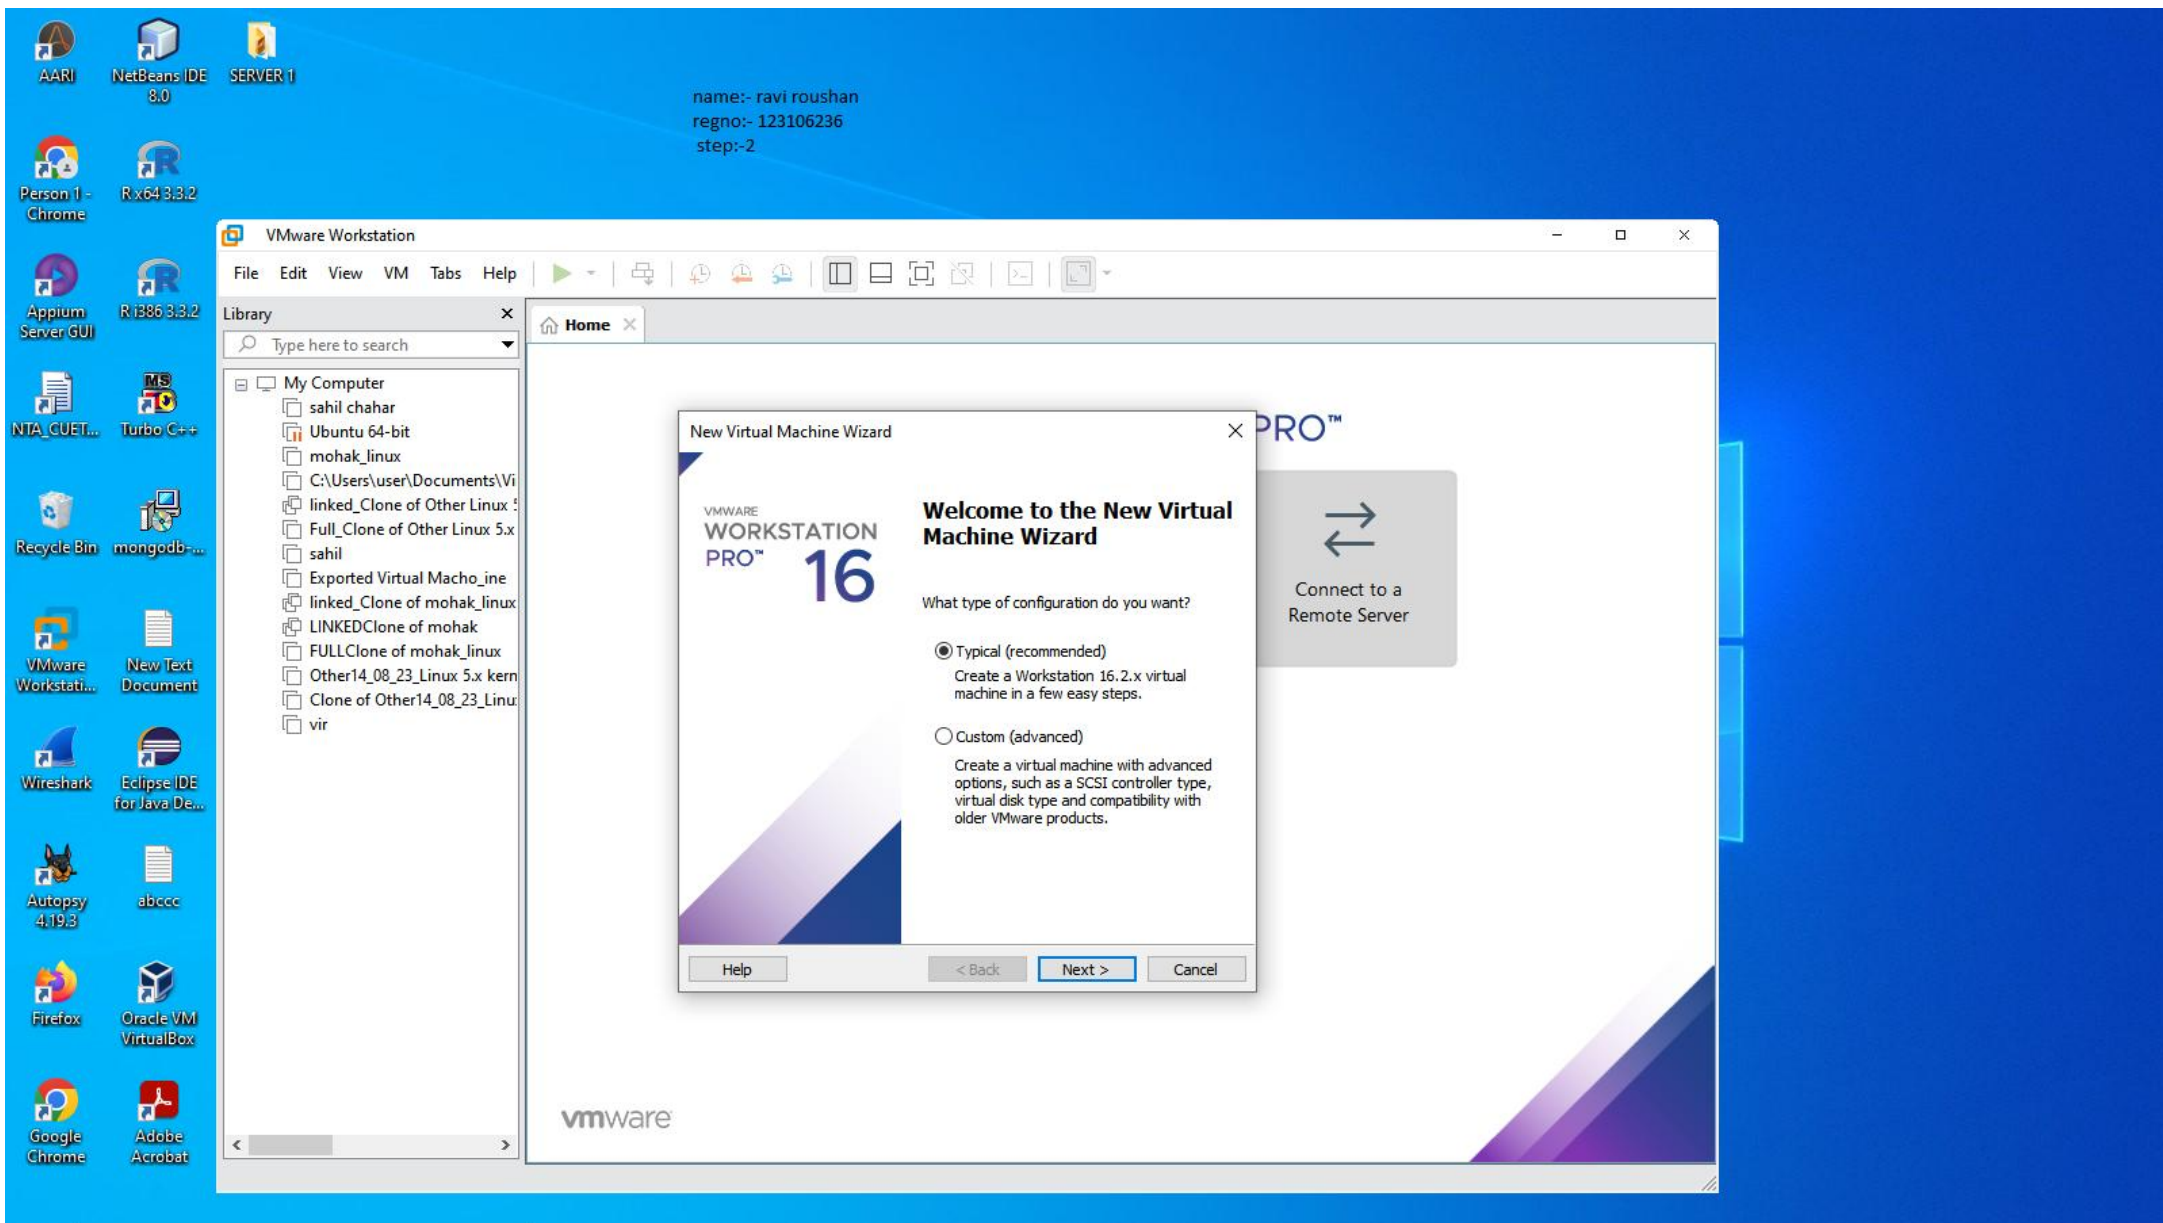 AARI
NetBeans IDE
8.0
SERVER 1
name:- ravi roushan
regno:- 123106236
step:-2
Person 1 -
Chrome
R x64 3.3.2
Appium
Server GUI
R i386 3.3.2
NTA_CUET...
MS
Turbo C++
Recycle Bin
mongodb-...
VMware
Workstati...
New Text
Document
Wireshark
Eclipse IDE
for Java De...
Autopsy
4.19.3
abccc
Firefox
Oracle VM
VirtualBox
Google
Chrome
Adobe
Acrobat
VMware Workstation
File Edit View VM Tabs Help
Library
Type here to search
My Computer
sahil chahar
Ubuntu 64-bit
mohak_linux
C:\Users\user\Documents\Vi
linked_Clone of Other Linux 5
Full_Clone of Other Linux 5.x
sahil
Exported Virtual Macho_ine
linked_Clone of mohak_linux
LINKEDClone of mohak
FULLClone of mohak_linux
Other14_08_23_Linux 5.x kern
Clone of Other14_08_23_Linu
vir
Home
PRO™
Connect to a
Remote Server
New Virtual Machine Wizard
VMWARE
WORKSTATION
PRO™ 16
Welcome to the New Virtual
Machine Wizard
What type of configuration do you want?
Typical (recommended)
Create a Workstation 16.2.x virtual
machine in a few easy steps.
Custom (advanced)
Create a virtual machine with advanced
options, such as a SCSI controller type,
virtual disk type and compatibility with
older VMware products.
Help
< Back
Next >
Cancel
vmware